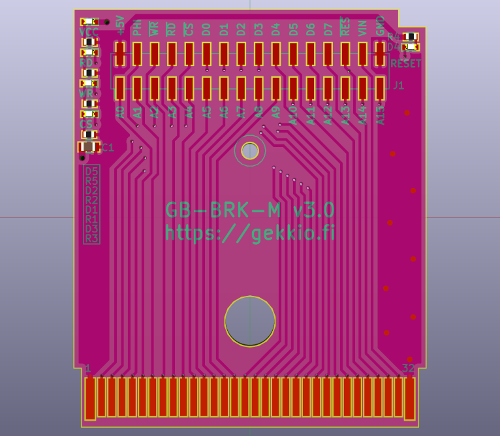 +5V PHI WR RD CS D0 D1 D2 D3 D4 D5 D6 D7 RES VIN GND
VCC
RESET
RD
J1
WR
A0 A1 A2 A3 A4 A5 A6 A7 A8 A9 A10 A11 A12 A13 A14 A15
CS
C1
D5
R5
D2
R2
D1
R1
D3
R3
GB-BRK-M v3.0
https://gekkio.fi
1 32